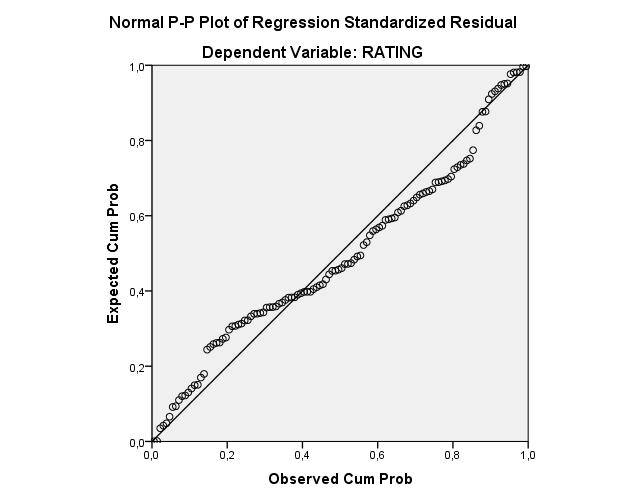 Normal P-P Plot of Regression Standardized Residual
Dependent Variable: RATING
1,0
0,8
0,6
0,4
0,2
0,0
Expected Cum Prob
0,0 0,2 0,4 0,6 0,8 1,0
Observed Cum Prob